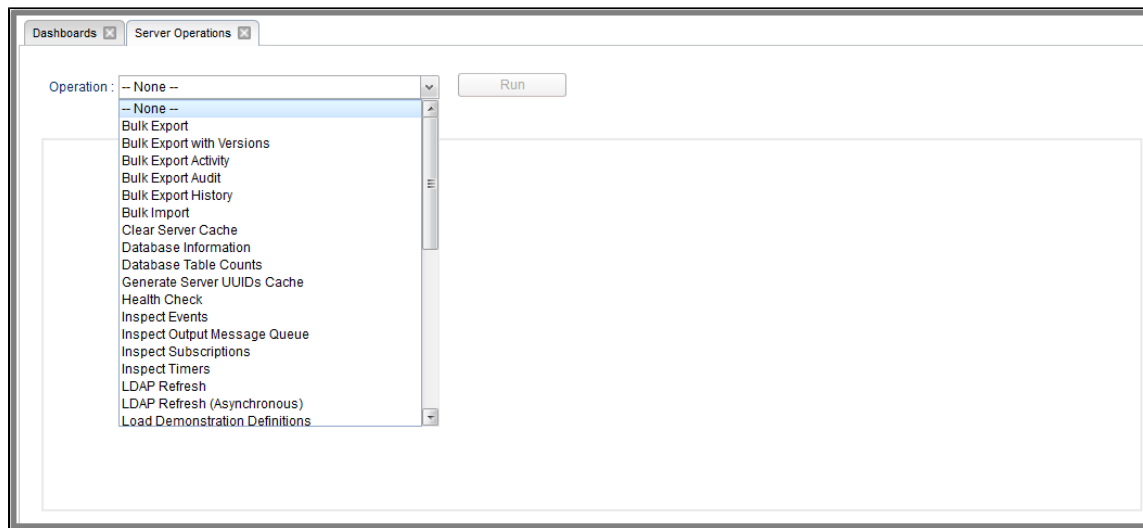 Dashboards
Server Operations
Operation : -- None --
Run
-- None --
Bulk Export
Bulk Export with Versions
Bulk Export Activity
Bulk Export Audit
Bulk Export History
Bulk Import
Clear Server Cache
Database Information
Database Table Counts
Generate Server UUIDs Cache
Health Check
Inspect Events
Inspect Output Message Queue
Inspect Subscriptions
Inspect Timers
LDAP Refresh
LDAP Refresh (Asynchronous)
Load Demonstration Definitions